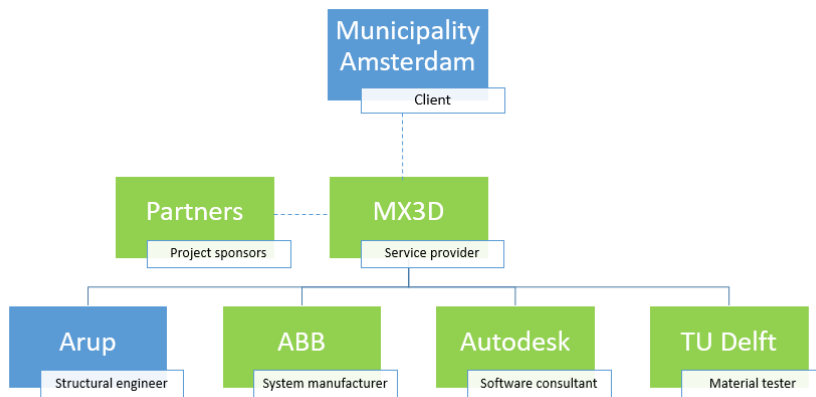 Municipality
Amsterdam
Client
Partners
Project sponsors
MX3D
Service provider
Arup
Structural engineer
ABB
System manufacturer
Autodesk
Software consultant
TU Delft
Material tester